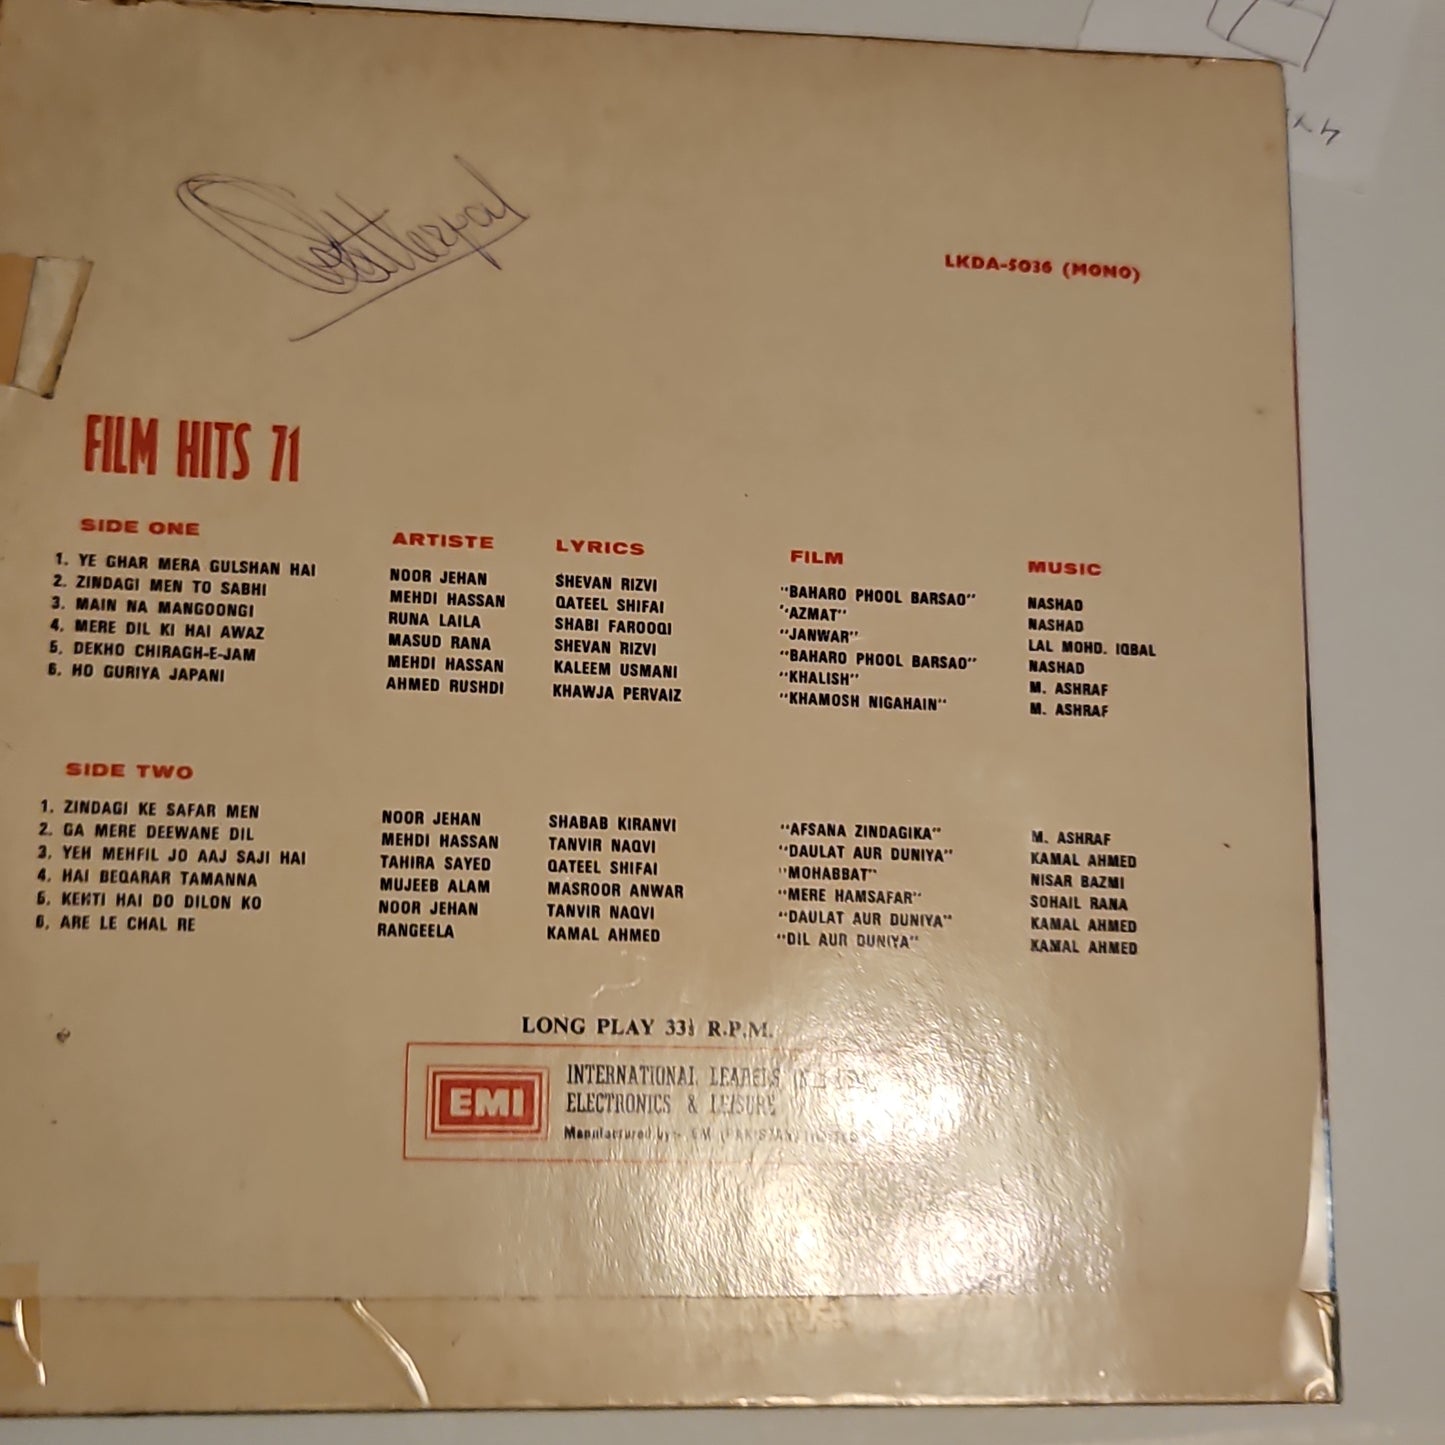 LKDA-5036 (MONO)
FILM HITS 71
SIDE ONE ARTISTE LYRICS FILM MUSIC
1. YE GHAR MERA GULSHAN HAI NOOR JEHAN SHEVAN RIZVI "BAHARO PHOOL BARSAO" NASHAD
2. ZINDAGI MEN TO SABHI MEHDI HASSAN QATEEL SHIFAI "AZMAT" NASHAD
3. MAIN NA MANGOONGI RUNA LAILA SHABI FAROOQI "JANWAR" LAL MOHD. IQBAL
4. MERE DIL KI HAI AWAZ MASUD RANA SHEVAN RIZVI "BAHARO PHOOL BARSAO" NASHAD
5. DEKHO CHIRAGH-E-JAM MEHDI HASSAN KALEEM USMANI "KHALISH" M. ASHRAF
6. HO GURIYA JAPANI AHMED RUSHDI KHAWJA PERVAIZ "KHAMOSH NIGAHAIN" M. ASHRAF
SIDE TWO
1. ZINDAGI KE SAFAR MEN NOOR JEHAN SHABAB KIRANVI "AFSANA ZINDAGIKA" M. ASHRAF
2. GA MERE DEEWANE DIL MEHDI HASSAN TANVIR NAQVI "DAULAT AUR DUNIYA" KAMAL AHMED
3. YEH MEHFIL JO AAJ SAJI HAI TAHIRA SAYED QATEEL SHIFAI "MOHABBAT" NISAR BAZMI
4. HAI BEQARAR TAMANNA MUJEEB ALAM MASROOR ANWAR "MERE HAMSAFAR" SOHAIL RANA
5. KEHTI HAI DO DILON KO NOOR JEHAN TANVIR NAQVI "DAULAT AUR DUNIYA" KAMAL AHMED
6. ARE LE CHAL RE RANGEELA KAMAL AHMED "DIL AUR DUNIYA" KAMAL AHMED
LONG PLAY 33⅓ R.P.M.
EMI INTERNATIONAL LEADERS IN
ELECTRONICS & LEISURE
Manufactured by:- EMI (PAKISTAN) LIMITED